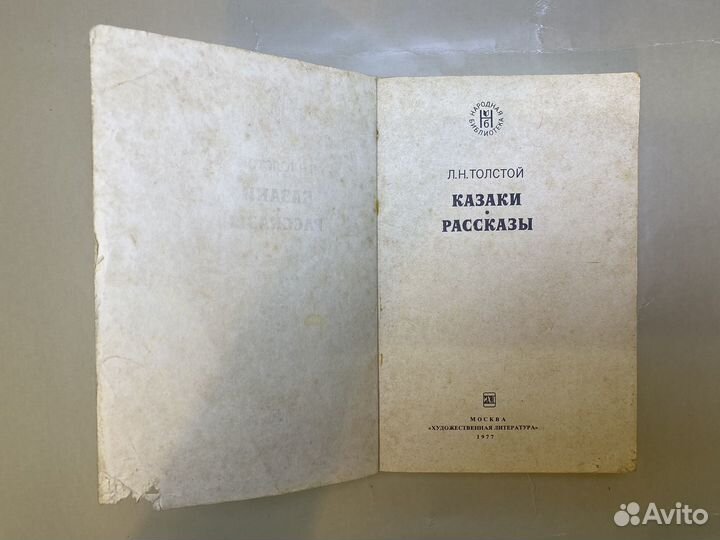 НАРОДНАЯ
БИБЛИОТЕКА
Л.Н.ТОЛСТОЙ
КАЗАКИ
•
РАССКАЗЫ
МОСКВА
«ХУДОЖЕСТВЕННАЯ ЛИТЕРАТУРА»
1977
Avito